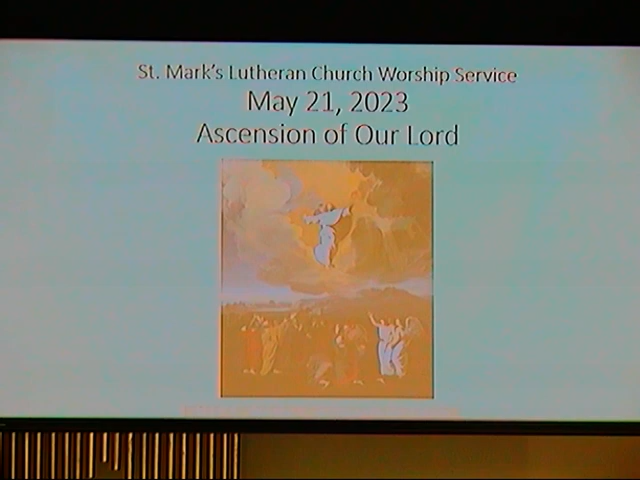 St. Mark's Lutheran Church Worship Service
May 21, 2023
Ascension of Our Lord